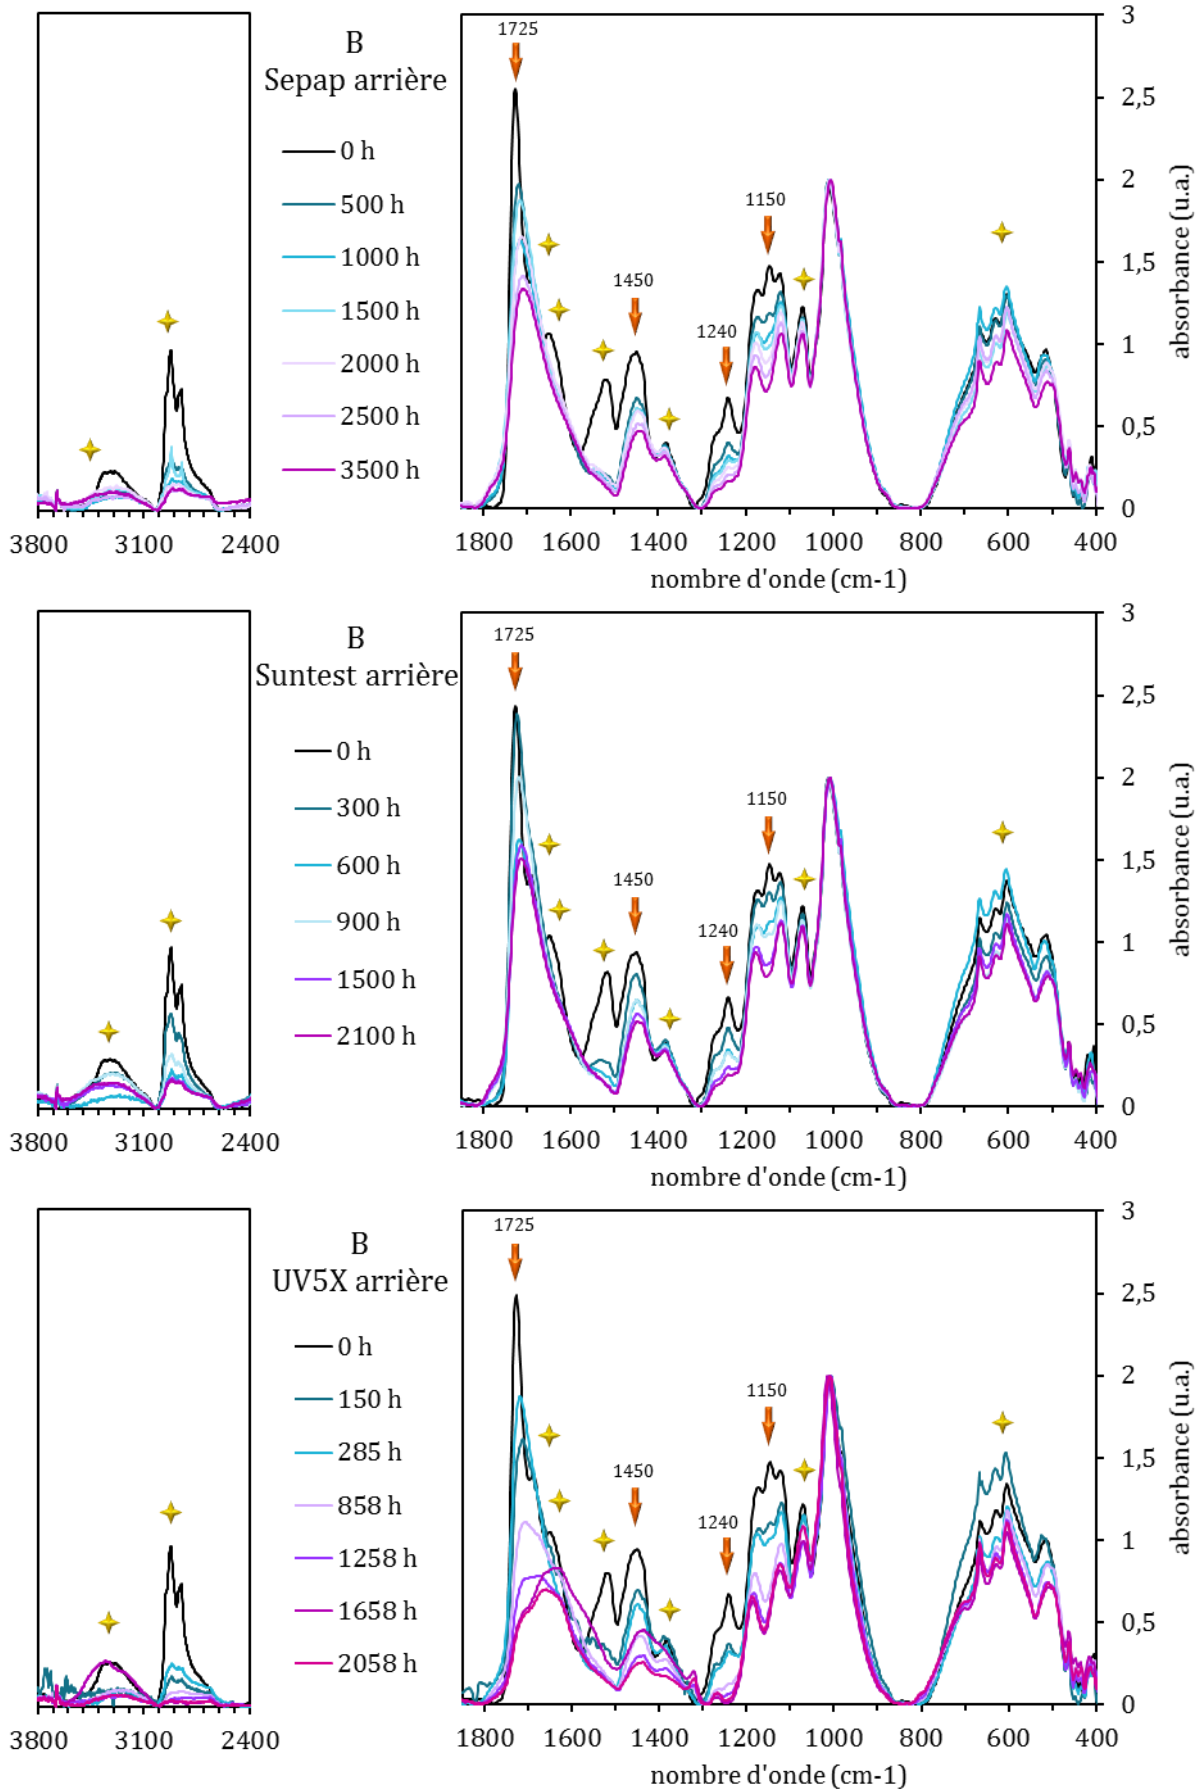 B
Sepap arrière
0 h
500 h
1000 h
1500 h
2000 h
2500 h
3500 h
3800 3100 2400
1725
1450
1240
1150
3
2,5
2
1,5
1
0,5
0
absorbance (u.a.)
1800 1600 1400 1200 1000 800 600 400
nombre d'onde (cm-1)
B
Suntest arrière
0 h
300 h
600 h
900 h
1500 h
2100 h
3800 3100 2400
1725
1450
1240
1150
3
2,5
2
1,5
1
0,5
0
absorbance (u.a.)
1800 1600 1400 1200 1000 800 600 400
nombre d'onde (cm-1)
B
UV5X arrière
0 h
150 h
285 h
858 h
1258 h
1658 h
2058 h
3800 3100 2400
1725
1450
1240
1150
3
2,5
2
1,5
1
0,5
0
absorbance (u.a.)
1800 1600 1400 1200 1000 800 600 400
nombre d'onde (cm-1)